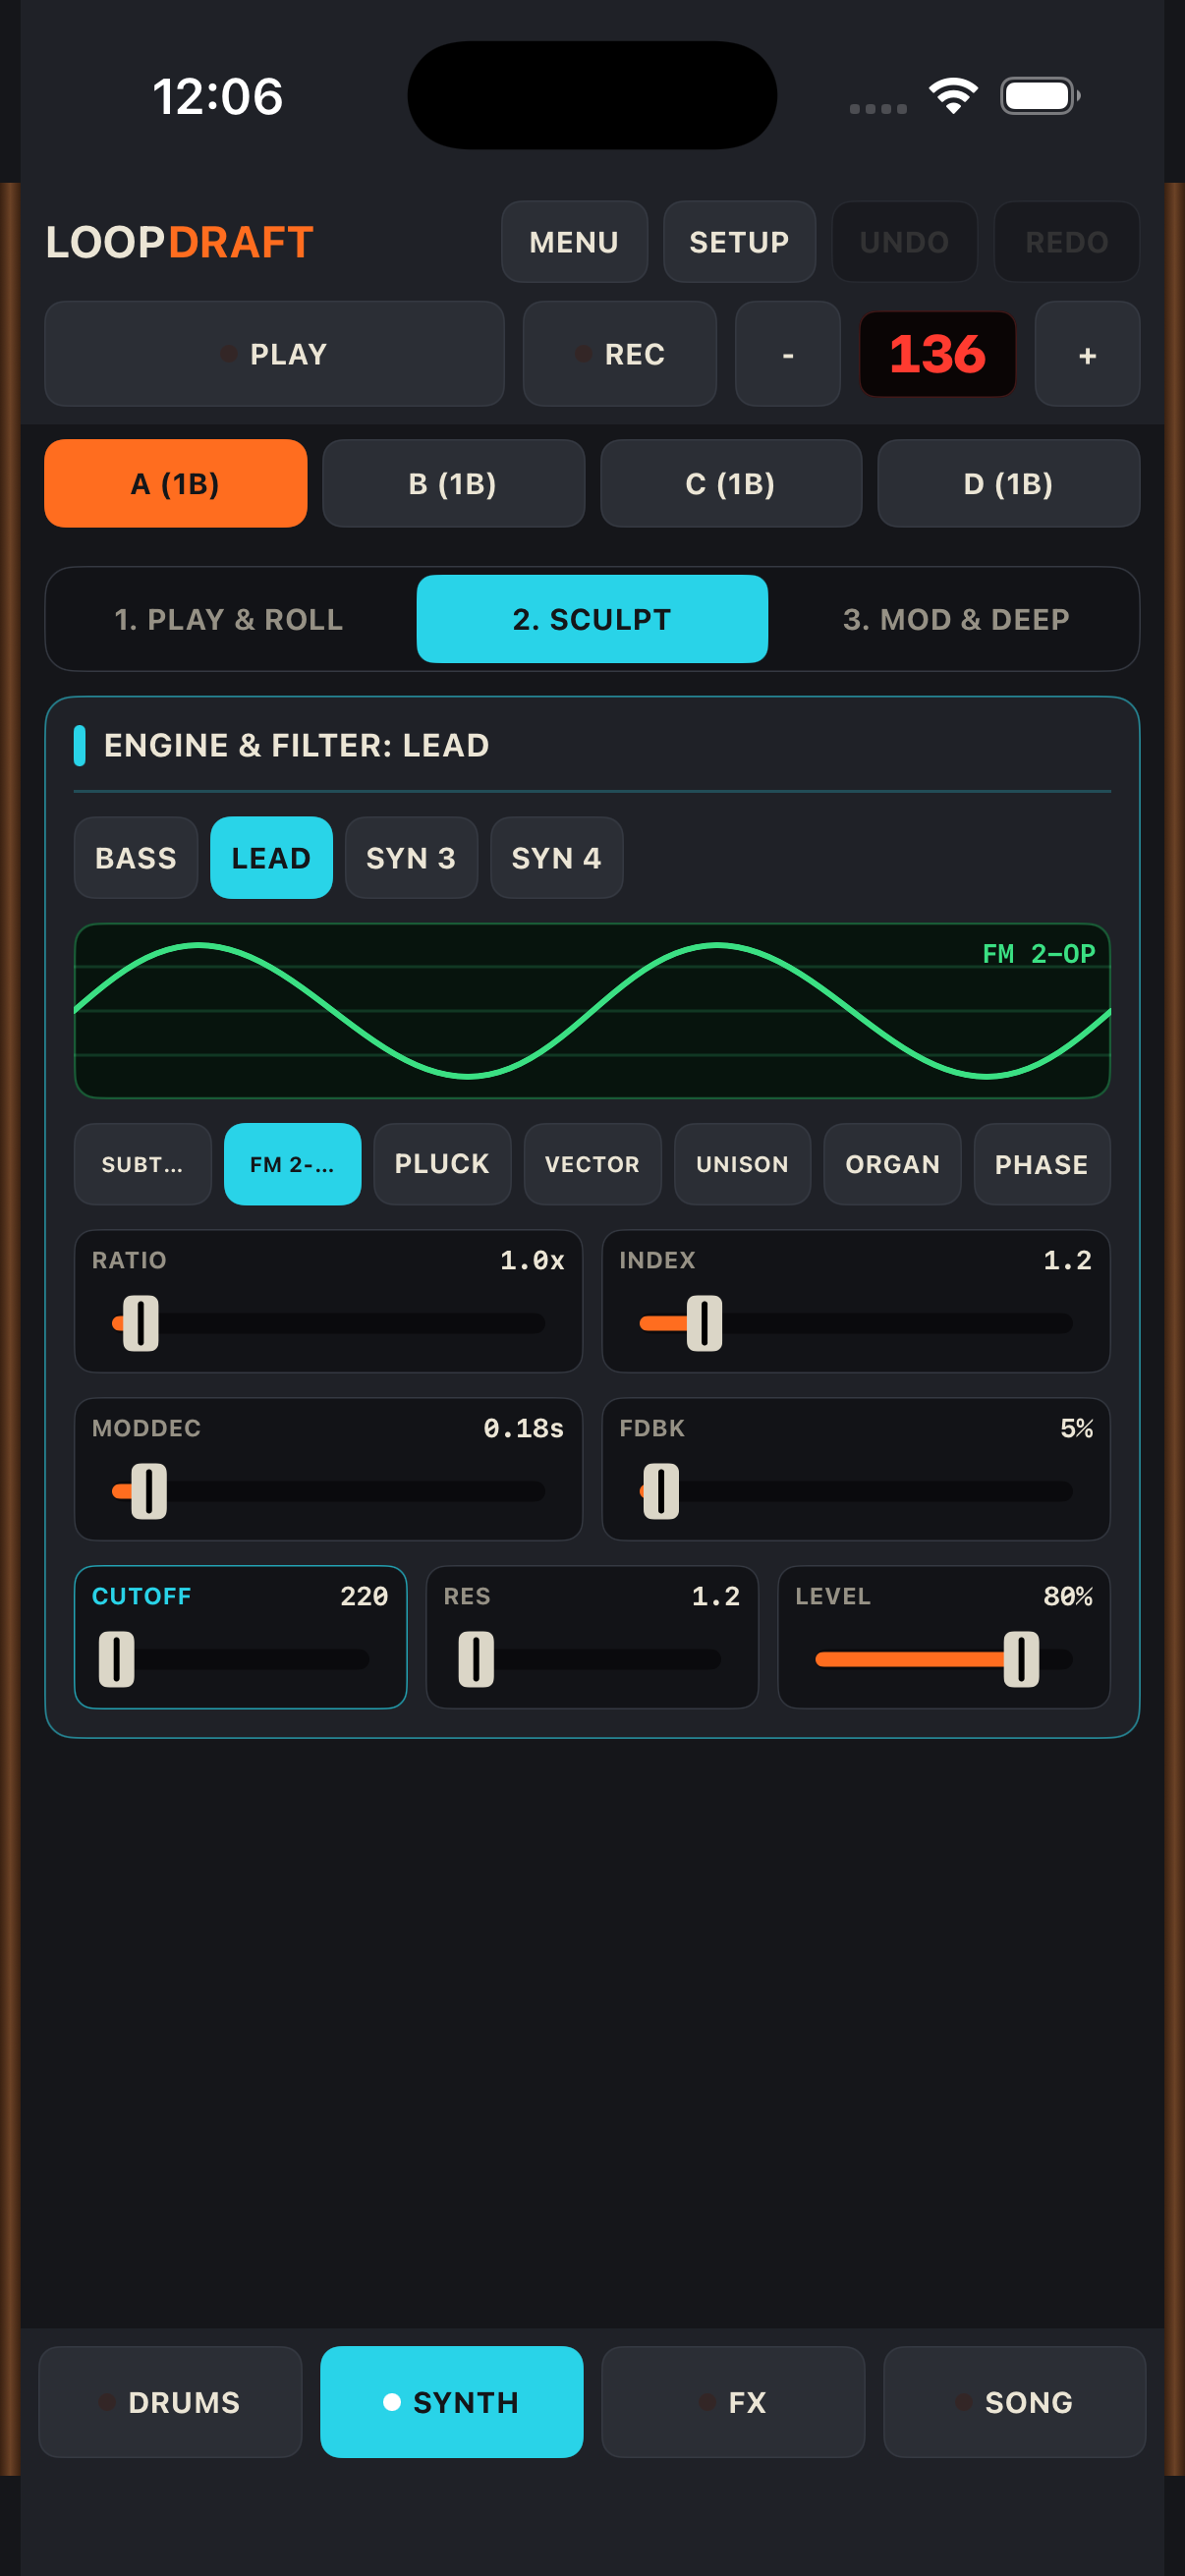 12:06
LOOPDRAFT MENU SETUP UNDO REDO
PLAY REC - 136 +
A (1B) B (1B) C (1B) D (1B)
1. PLAY & ROLL 2. SCULPT 3. MOD & DEEP
ENGINE & FILTER: LEAD
BASS LEAD SYN 3 SYN 4
FM 2-OP
SUBT... FM 2-... PLUCK VECTOR UNISON ORGAN PHASE
RATIO 1.0x INDEX 1.2
MODDEC 0.18s FDBK 5%
CUTOFF 220 RES 1.2 LEVEL 80%
DRUMS SYNTH FX SONG